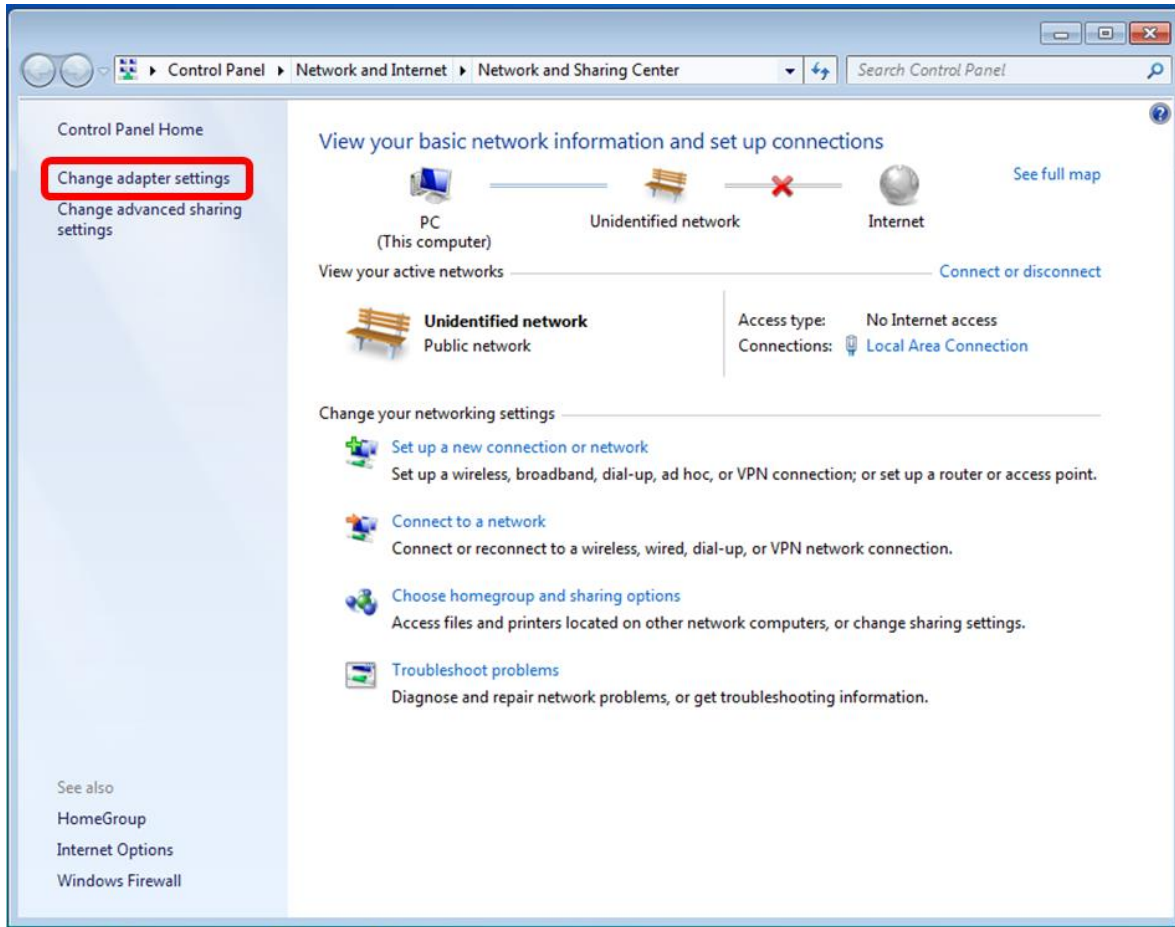 Control Panel ▸ Network and Internet ▸ Network and Sharing Center
Search Control Panel
Control Panel Home
Change adapter settings
Change advanced sharing
settings
View your basic network information and set up connections
See full map
PC
(This computer)
Unidentified network
Internet
View your active networks
Connect or disconnect
Unidentified network
Public network
Access type: No Internet access
Connections: Local Area Connection
Change your networking settings
Set up a new connection or network
Set up a wireless, broadband, dial-up, ad hoc, or VPN connection; or set up a router or access point.
Connect to a network
Connect or reconnect to a wireless, wired, dial-up, or VPN network connection.
Choose homegroup and sharing options
Access files and printers located on other network computers, or change sharing settings.
Troubleshoot problems
Diagnose and repair network problems, or get troubleshooting information.
See also
HomeGroup
Internet Options
Windows Firewall